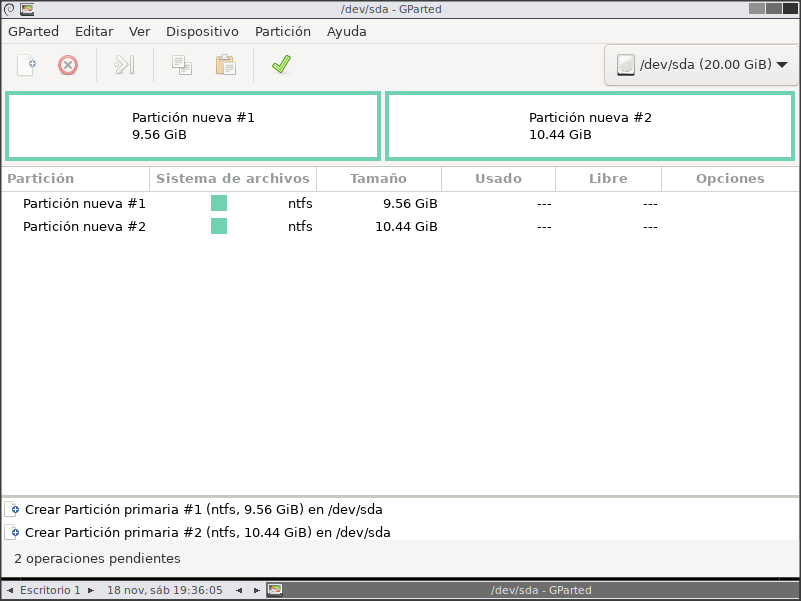 /dev/sda - GParted
GParted Editar Ver Dispositivo Partición Ayuda
/dev/sda (20.00 GiB)
Partición nueva #1
9.56 GiB
Partición nueva #2
10.44 GiB
Partición Sistema de archivos Tamaño Usado Libre Opciones
Partición nueva #1 ntfs 9.56 GiB --- ---
Partición nueva #2 ntfs 10.44 GiB --- ---
Crear Partición primaria #1 (ntfs, 9.56 GiB) en /dev/sda
Crear Partición primaria #2 (ntfs, 10.44 GiB) en /dev/sda
2 operaciones pendientes
Escritorio 1 18 nov, sáb 19:36:05 /dev/sda - GParted